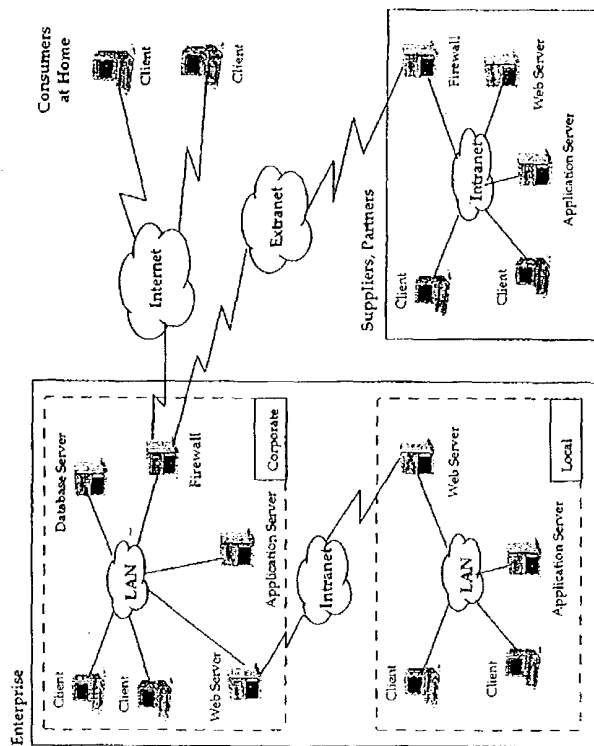 Enterprise
Client
Client
Web Server
LAN
Database Server
Firewall
Application Server
Corporate
Intranet
Client
Client
LAN
Web Server
Application Server
Local
Internet
Extranet
Consumers
at Home
Client
Client
Suppliers, Partners
Client
Client
Intranet
Firewall
Web Server
Application Server